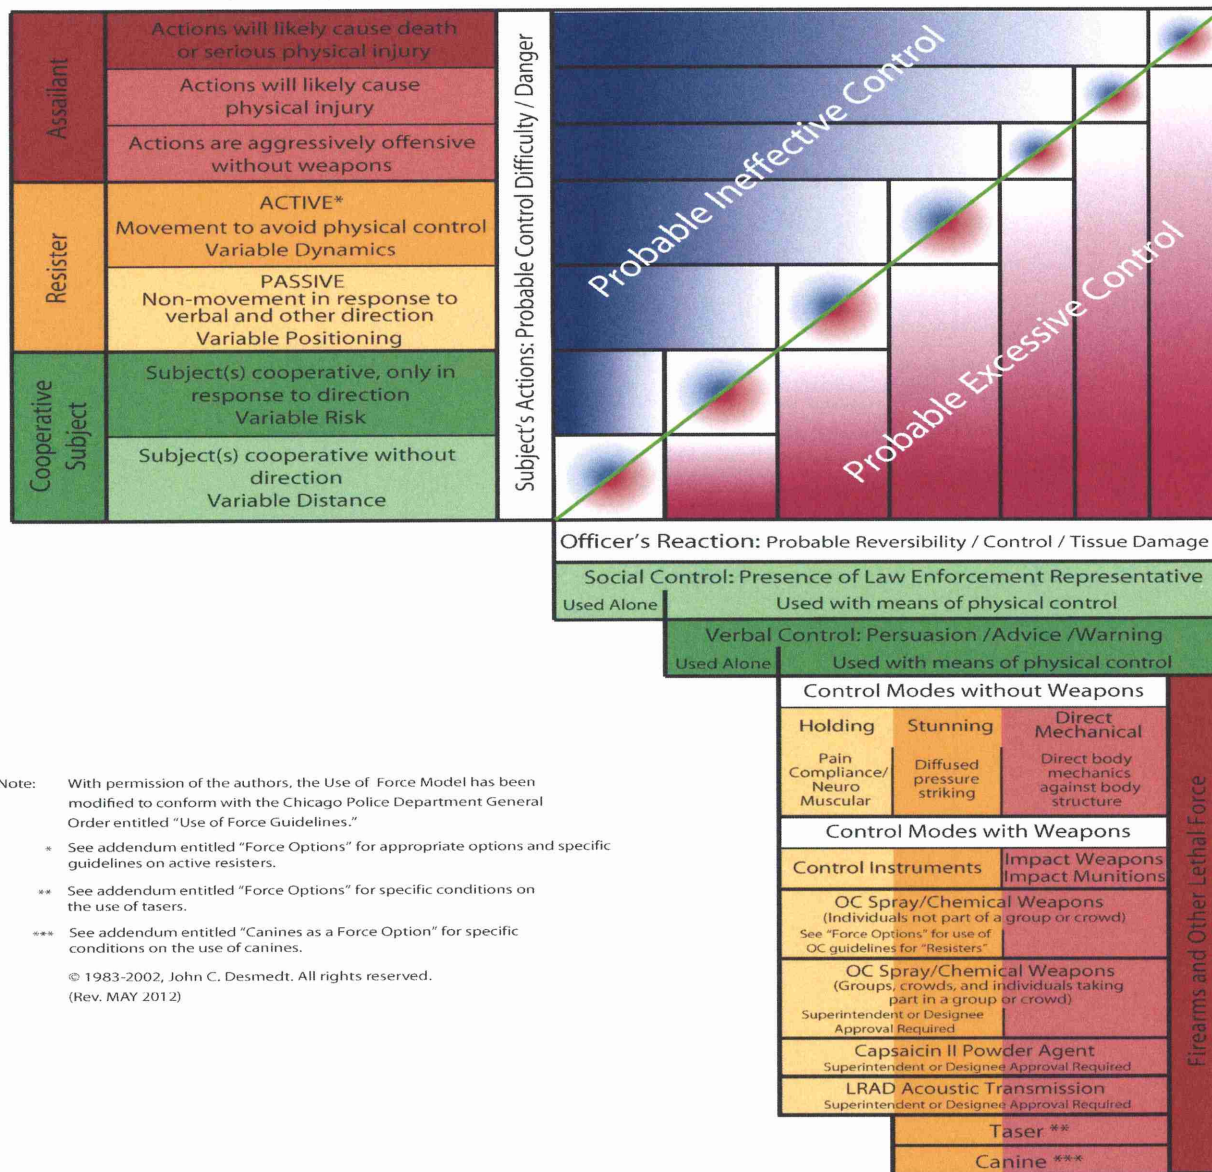 Assailant
Actions will likely cause death
or serious physical injury
Actions will likely cause
physical injury
Actions are aggressively offensive
without weapons
Resister
ACTIVE*
Movement to avoid physical control
Variable Dynamics
PASSIVE
Non-movement in response to
verbal and other direction
Variable Positioning
Cooperative
Subject
Subject(s) cooperative, only in
response to direction
Variable Risk
Subject(s) cooperative without
direction
Variable Distance
Subject's Actions: Probable Control Difficulty / Danger
Probable Ineffective Control
Probable Excessive Control
Officer's Reaction: Probable Reversibility / Control / Tissue Damage
Social Control: Presence of Law Enforcement Representative
Used Alone Used with means of physical control
Verbal Control: Persuasion /Advice /Warning
Used Alone Used with means of physical control
Control Modes without Weapons
Holding Stunning Direct
Mechanical
Pain
Compliance/
Neuro
Muscular
Diffused
pressure
striking
Direct body
mechanics
against body
structure
Control Modes with Weapons
Control Instruments
Impact Weapons
Impact Munitions
OC Spray/Chemical Weapons
(Individuals not part of a group or crowd)
See "Force Options" for use of
OC guidelines for "Resisters"
OC Spray/Chemical Weapons
(Groups, crowds, and individuals taking
part in a group or crowd)
Superintendent or Designee
Approval Required
Capsaicin II Powder Agent
Superintendent or Designee Approval Required
LRAD Acoustic Transmission
Superintendent or Designee Approval Required
Taser **
Canine ***
Firearms and Other Lethal Force
Note: With permission of the authors, the Use of Force Model has been
modified to conform with the Chicago Police Department General
Order entitled "Use of Force Guidelines."
* See addendum entitled "Force Options" for appropriate options and specific
guidelines on active resisters.
** See addendum entitled "Force Options" for specific conditions on
the use of tasers.
*** See addendum entitled "Canines as a Force Option" for specific
conditions on the use of canines.
© 1983-2002, John C. Desmedt. All rights reserved.
(Rev. MAY 2012)